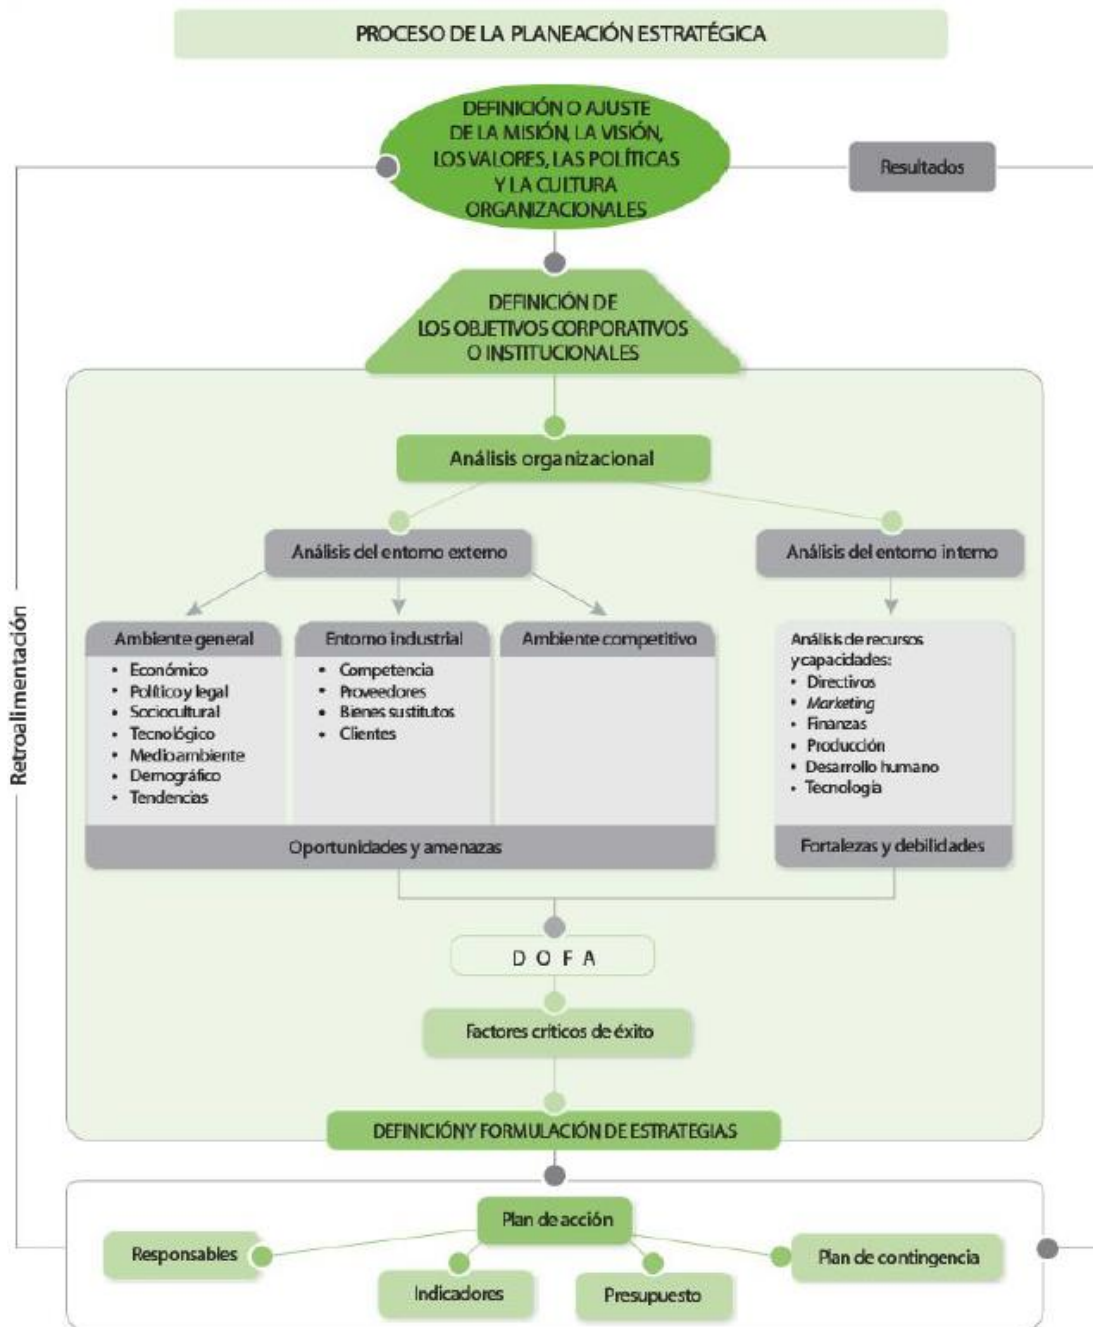 PROCESO DE LA PLANEACIÓN ESTRATÉGICA
DEFINICIÓN O AJUSTE
DE LA MISIÓN, LA VISIÓN,
LOS VALORES, LAS POLÍTICAS
Y LA CULTURA
ORGANIZACIONALES
Resultados
DEFINICIÓN DE
LOS OBJETIVOS CORPORATIVOS
O INSTITUCIONALES
Análisis organizacional
Análisis del entorno externo
Análisis del entorno interno
Ambiente general
• Económico
• Político y legal
• Sociocultural
• Tecnológico
• Medio ambiente
• Demográfico
• Tendencias
Entorno industrial
• Competencia
• Proveedores
• Bienes sustitutos
• Clientes
Ambiente competitivo
Oportunidades y amenazas
Análisis de recursos
y capacidades:
• Directivos
• Marketing
• Finanzas
• Producción
• Desarrollo humano
• Tecnología
Fortalezas y debilidades
Retroalimentación
D O F A
Factores críticos de éxito
DEFINICIÓN Y FORMULACIÓN DE ESTRATEGIAS
Plan de acción
Responsables
Indicadores
Presupuesto
Plan de contingencia